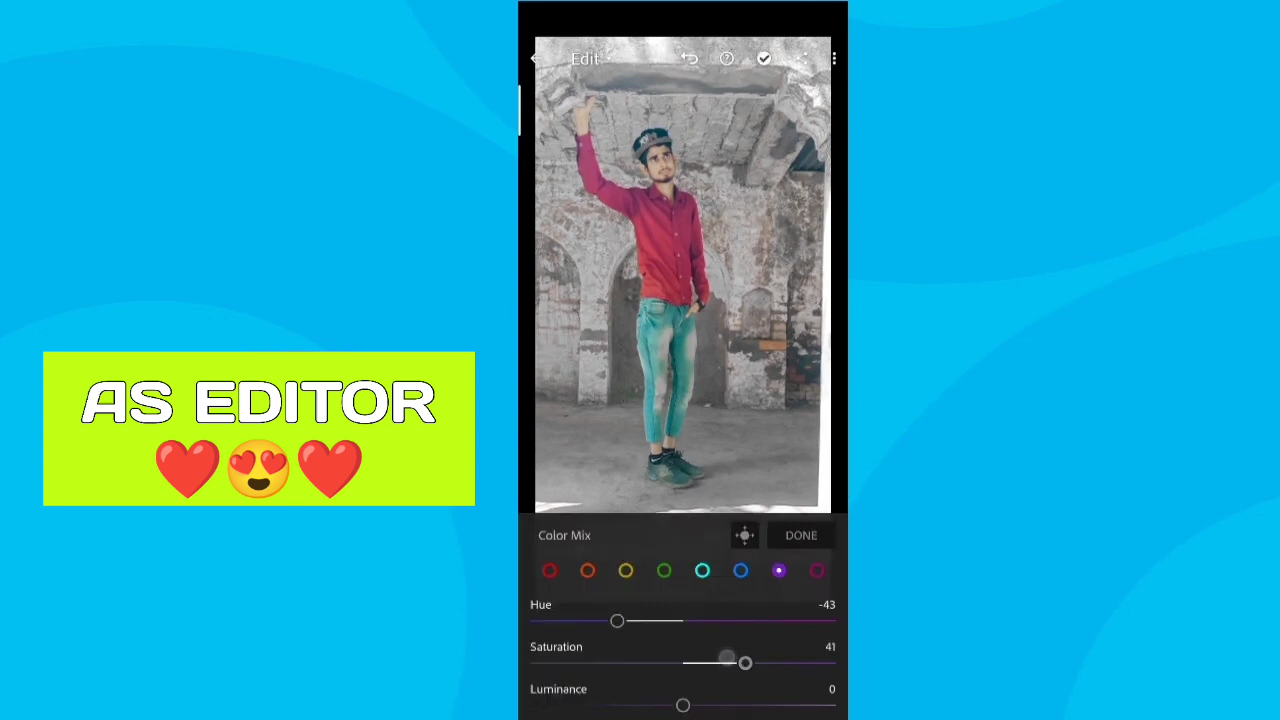 Edit
AS EDITOR
Color Mix
DONE
Hue
-43
Saturation
41
Luminance
0